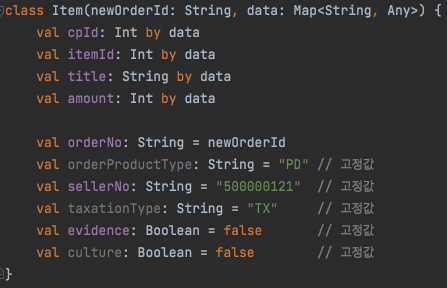 class Item(newOrderId: String, data: Map<String, Any>) {
    val cpId: Int by data
    val itemId: Int by data
    val title: String by data
    val amount: Int by data

    val orderNo: String = newOrderId
    val orderProductType: String = "PD" // 고정값
    val sellerNo: String = "500000121"  // 고정값
    val taxationType: String = "TX"     // 고정값
    val evidence: Boolean = false       // 고정값
    val culture: Boolean = false        // 고정값
}